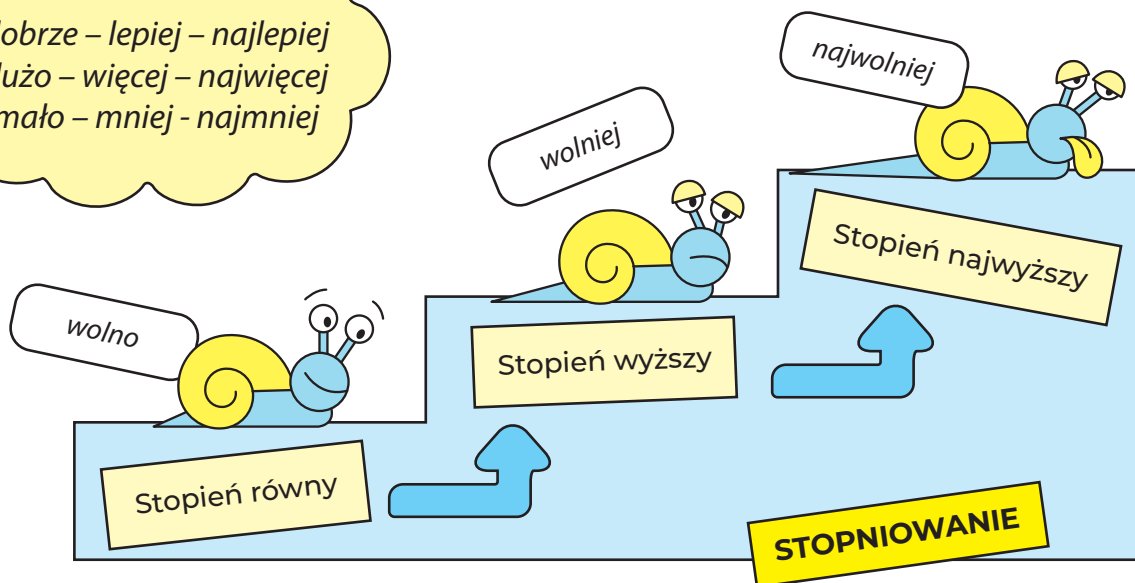 obrze – lepiej – najlepiej
użo – więcej – najwięcej
mało – mniej - najmniej
najwolniej
wolniej
Stopień najwyższy
wolno
Stopień wyższy
Stopień równy
STOPNIOWANIE